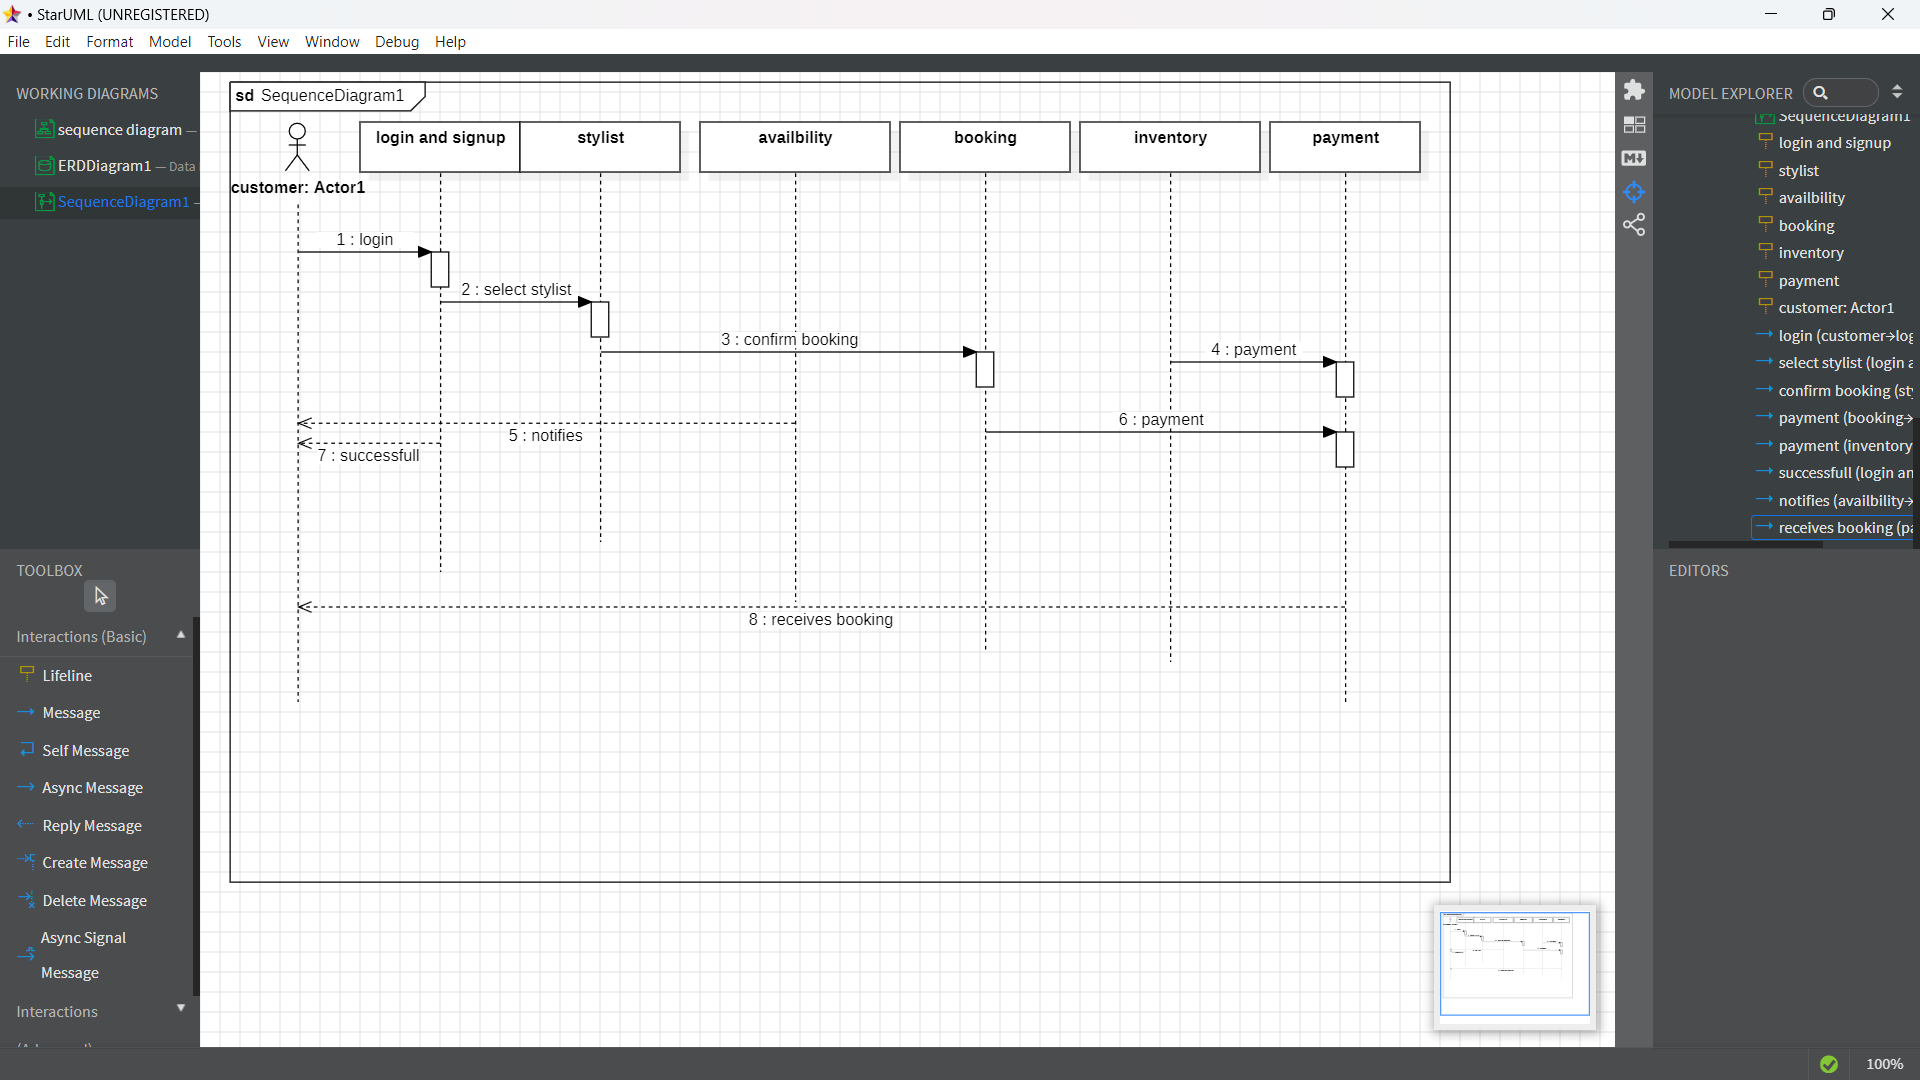 • StarUML (UNREGISTERED)
File Edit Format Model Tools View Window Debug Help
WORKING DIAGRAMS
sequence diagram —
ERDDiagram1 — Data
SequenceDiagram1 –
TOOLBOX
Interactions (Basic)
Lifeline
Message
Self Message
Async Message
Reply Message
Create Message
Delete Message
Async Signal
Message
Interactions
sd SequenceDiagram1
customer: Actor1
login and signup
stylist
availbility
booking
inventory
payment
1 : login
2 : select stylist
3 : confirm booking
4 : payment
5 : notifies
6 : payment
7 : successfull
8 : receives booking
MODEL EXPLORER
SequenceDiagram1
login and signup
stylist
availbility
booking
inventory
payment
customer: Actor1
login (customer→log
select stylist (login a
confirm booking (sty
payment (booking→
payment (inventory
successfull (login an
notifies (availbility→
receives booking (pa
EDITORS
100%